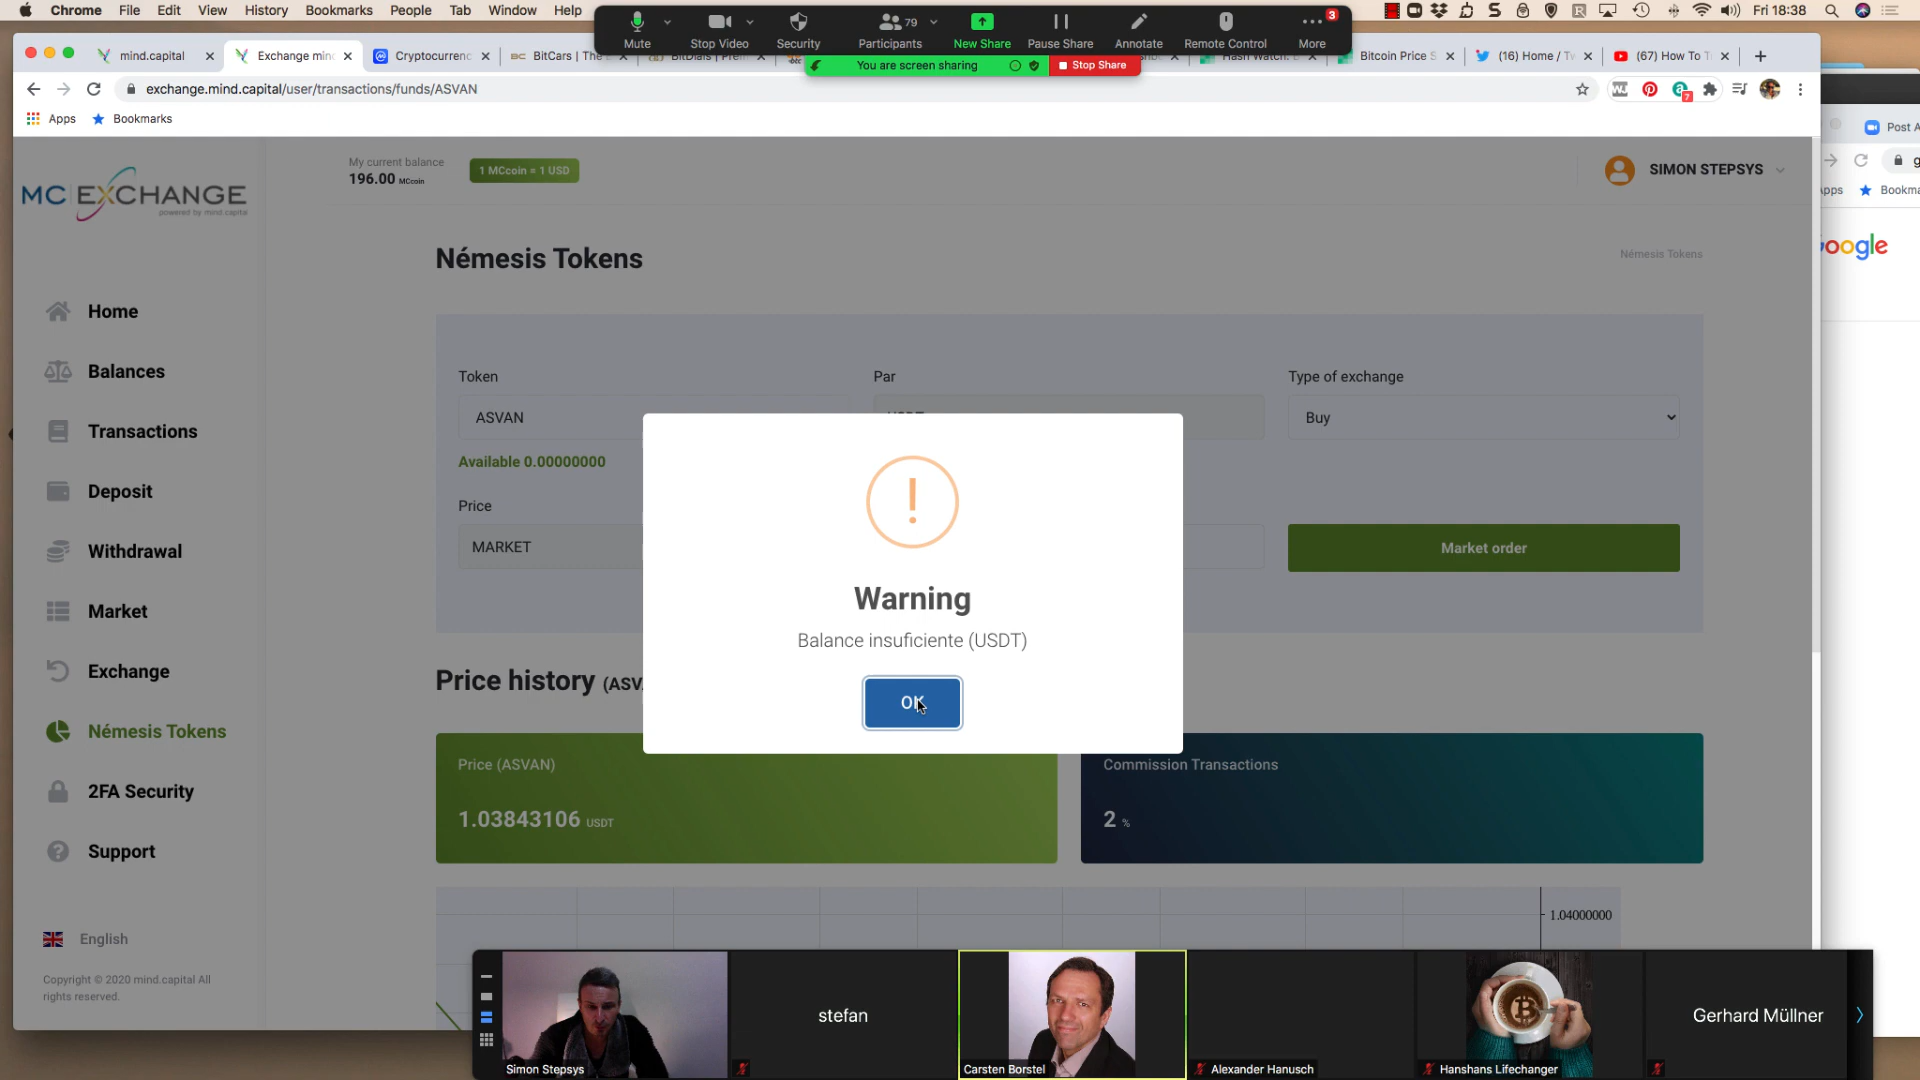 Chrome File Edit View History Bookmarks People Tab Window Help
Fri 18:38
Mute
Stop Video
Security
79
Participants
New Share
Pause Share
Annotate
Remote Control
3
More
You are screen sharing
Stop Share
mind.capital
Exchange min
Cryptocurrenc
BitCars | The
Bitcoin Price S
(16) Home / Tw
(67) How To T
exchange.mind.capital/user/transactions/funds/ASVAN
7
Apps
Bookmarks
Post A
Bookma
oogle
MC EXCHANGE
powered by mind.capital
My current balance
196.00 MCcoin
1 MCcoin = 1 USD
SIMON STEPSYS
Home
Balances
Transactions
Deposit
Withdrawal
Market
Exchange
Némesis Tokens
2FA Security
Support
English
Copyright © 2020 mind.capital All
rights reserved.
Némesis Tokens
Némesis Tokens
Token
Par
Type of exchange
ASVAN
Buy
Available 0.00000000
Price
MARKET
Market order
Warning
Balance insuficiente (USDT)
OK
Price history (ASV
Price (ASVAN)
1.03843106 USDT
Commission Transactions
2 %
1.04000000
Simon Stepsys
stefan
Carsten Borstel
Alexander Hanusch
Hanshans Lifechanger
Gerhard Müllner